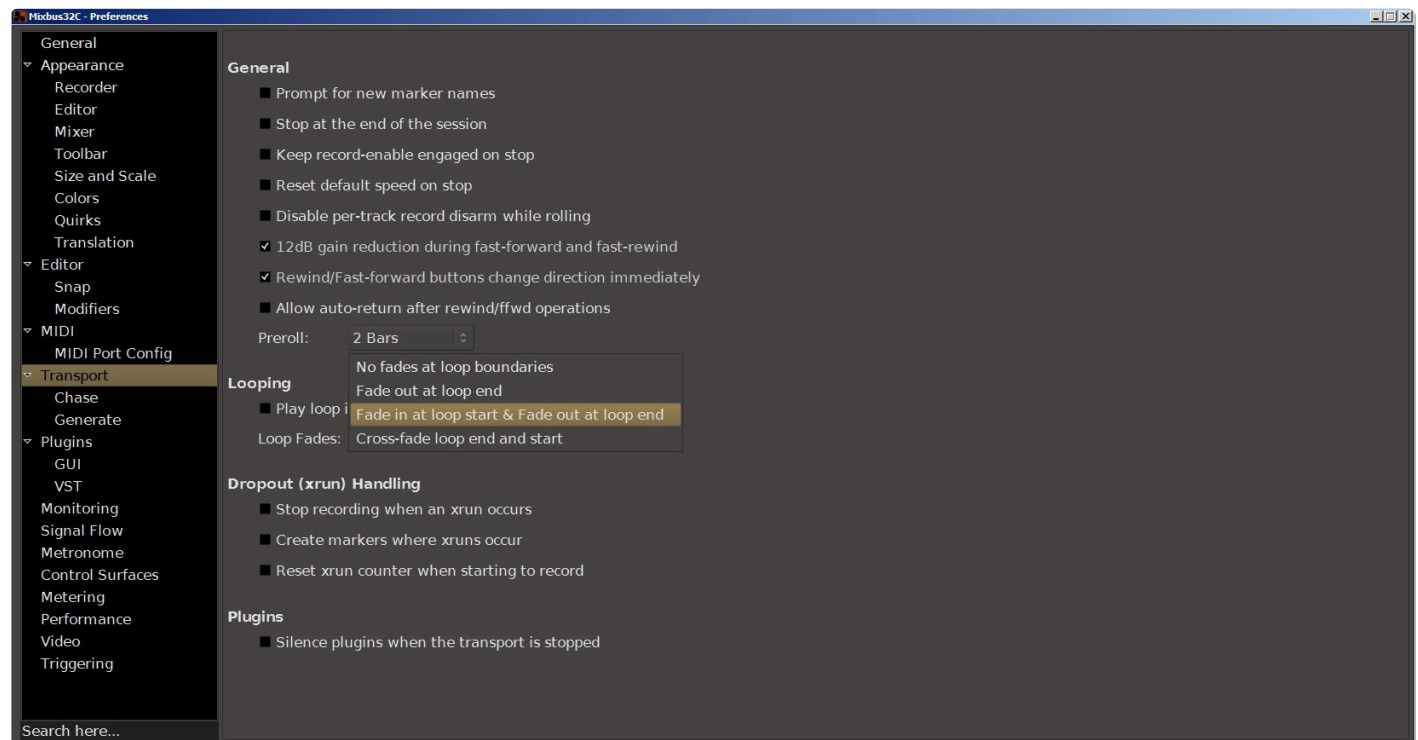 Mixbus32C - Preferences
General
Appearance
Recorder
Editor
Mixer
Toolbar
Size and Scale
Colors
Quirks
Translation
Editor
Snap
Modifiers
MIDI
MIDI Port Config
Transport
Chase
Generate
Plugins
GUI
VST
Monitoring
Signal Flow
Metronome
Control Surfaces
Metering
Performance
Video
Triggering
Search here...
General
Prompt for new marker names
Stop at the end of the session
Keep record-enable engaged on stop
Reset default speed on stop
Disable per-track record disarm while rolling
12dB gain reduction during fast-forward and fast-rewind
Rewind/Fast-forward buttons change direction immediately
Allow auto-return after rewind/ffwd operations
Preroll: 2 Bars
No fades at loop boundaries
Looping
Fade out at loop end
Play loop i
Fade in at loop start & Fade out at loop end
Loop Fades: Cross-fade loop end and start
Dropout (xrun) Handling
Stop recording when an xrun occurs
Create markers where xruns occur
Reset xrun counter when starting to record
Plugins
Silence plugins when the transport is stopped